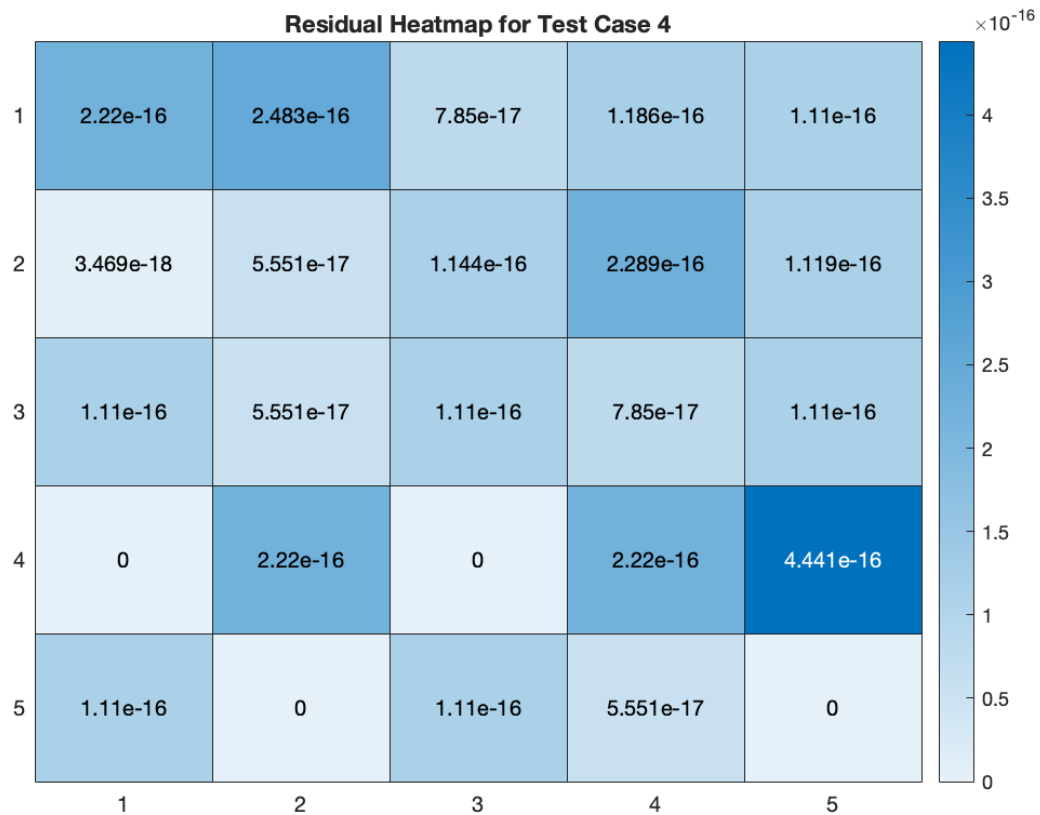 Residual Heatmap for Test Case 4
×10-16
1 2.22e-16 2.483e-16 7.85e-17 1.186e-16 1.11e-16
2 3.469e-18 5.551e-17 1.144e-16 2.289e-16 1.119e-16
3 1.11e-16 5.551e-17 1.11e-16 7.85e-17 1.11e-16
4 0 2.22e-16 0 2.22e-16 4.441e-16
5 1.11e-16 0 1.11e-16 5.551e-17 0
1 2 3 4 5
4
3.5
3
2.5
2
1.5
1
0.5
0